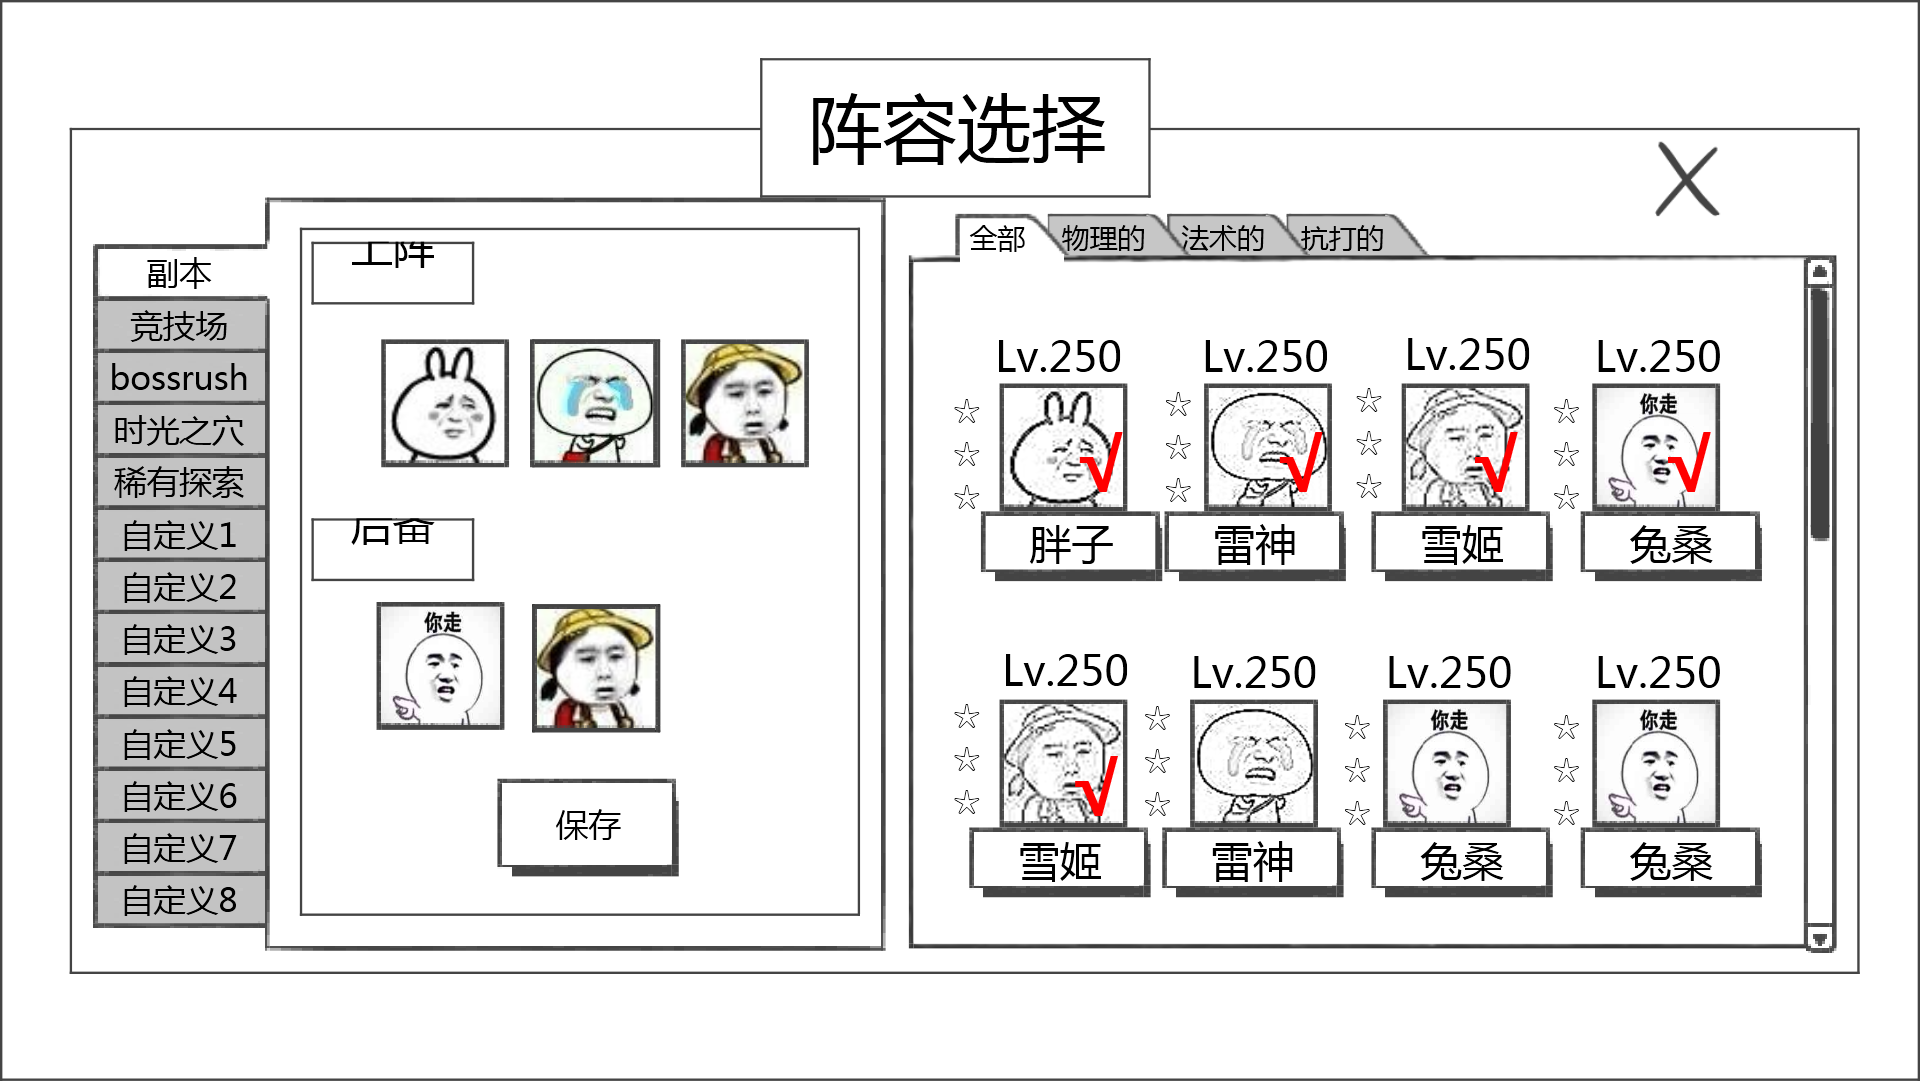 阵容选择
副本
竞技场
bossrush
时光之穴
稀有探索
自定义1
自定义2
自定义3
自定义4
自定义5
自定义6
自定义7
自定义8
上阵
后备
你走
保存
全部 物理的 法术的 抗打的
Lv.250 Lv.250 Lv.250 Lv.250
你走
胖子 雷神 雪姬 兔桑
Lv.250 Lv.250 Lv.250 Lv.250
你走 你走
雪姬 雷神 兔桑 兔桑